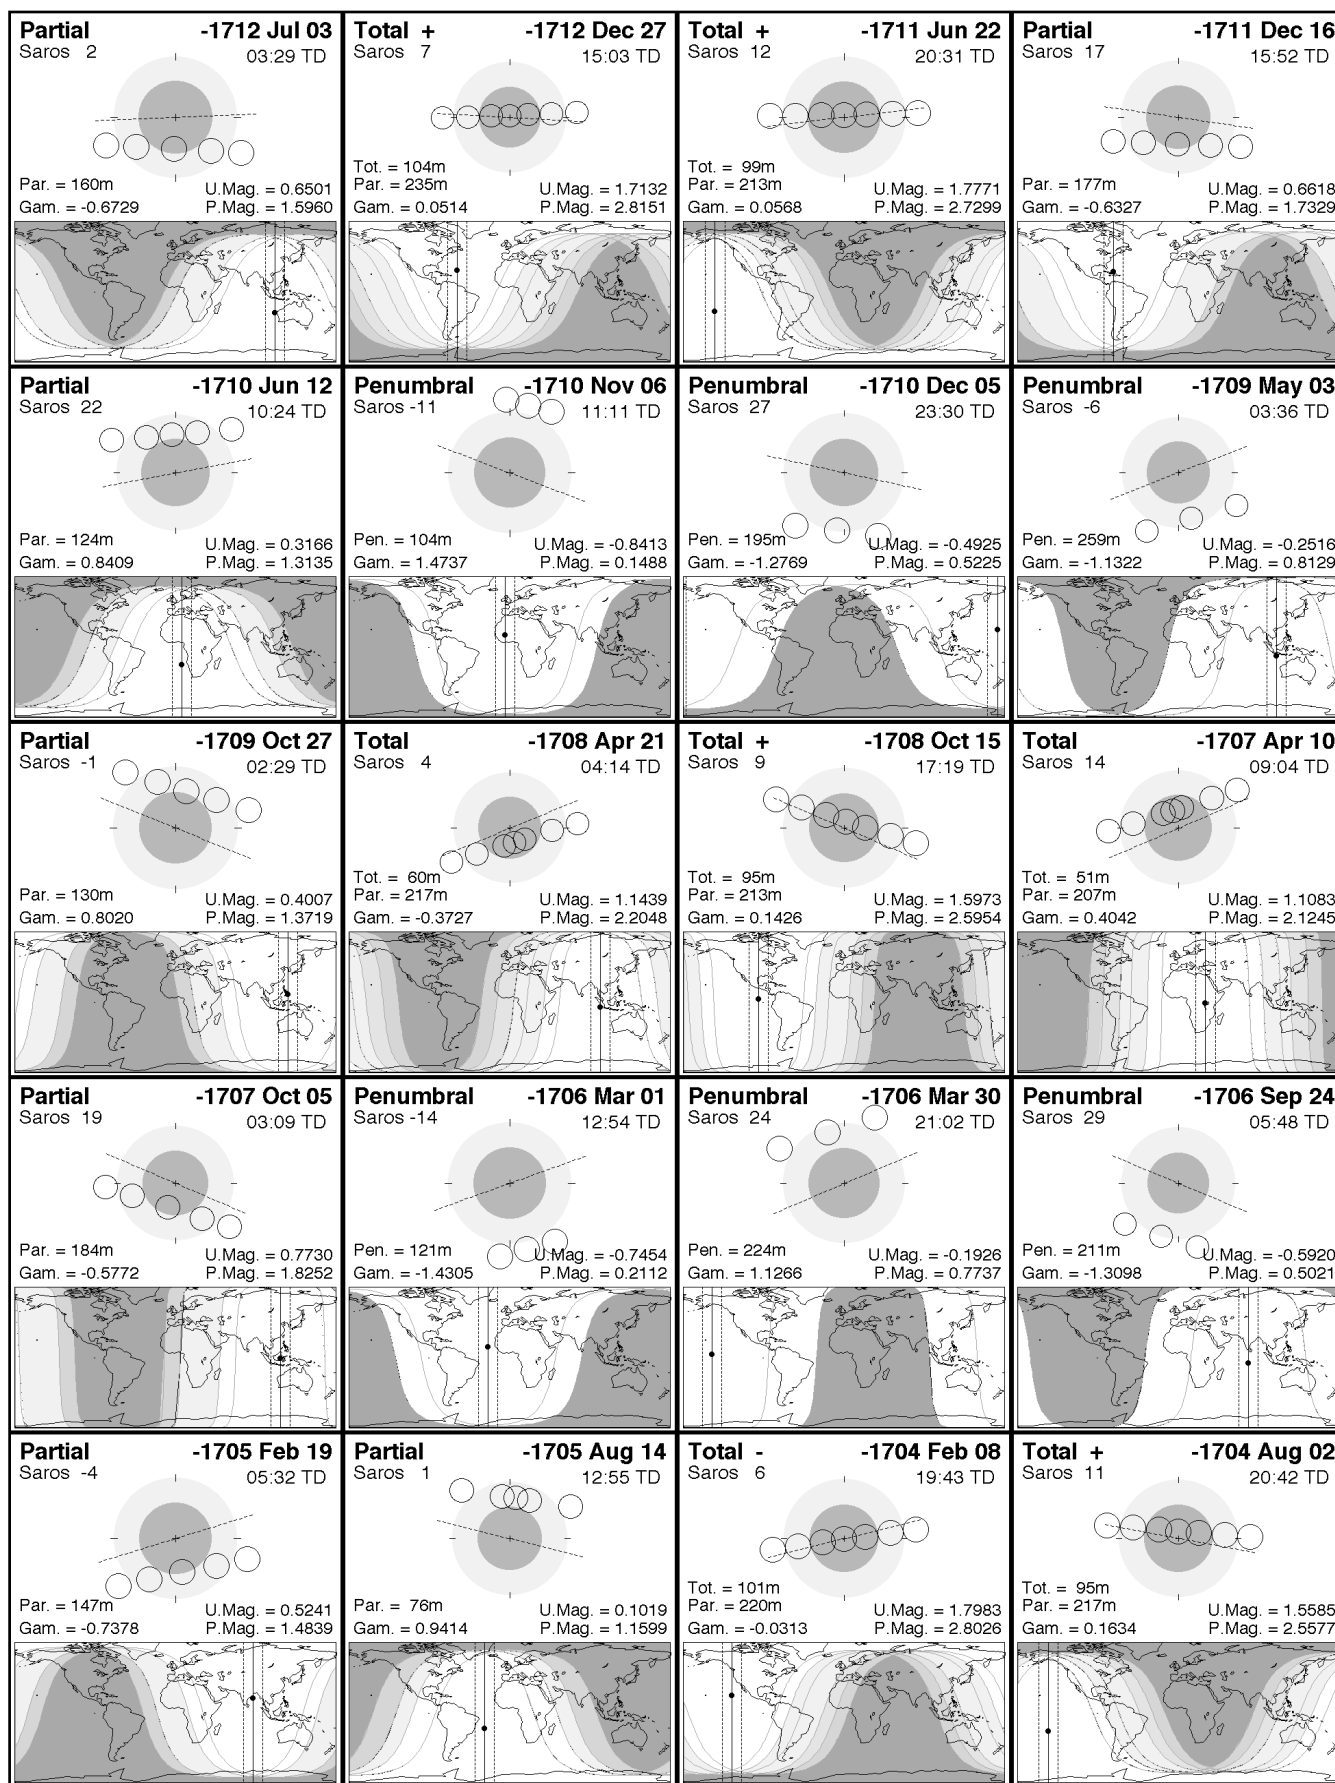 Partial -1712 Jul 03
Saros 2 03:29 TD
Par. = 160m U.Mag. = 0.6501
Gam. = -0.6729 P.Mag. = 1.5960
Total + -1712 Dec 27
Saros 7 15:03 TD
Tot. = 104m
Par. = 235m U.Mag. = 1.7132
Gam. = 0.0514 P.Mag. = 2.8151
Total + -1711 Jun 22
Saros 12 20:31 TD
Tot. = 99m
Par. = 213m U.Mag. = 1.7771
Gam. = 0.0568 P.Mag. = 2.7299
Partial -1711 Dec 16
Saros 17 15:52 TD
Par. = 177m U.Mag. = 0.6618
Gam. = -0.6327 P.Mag. = 1.7329
Partial -1710 Jun 12
Saros 22 10:24 TD
Par. = 124m U.Mag. = 0.3166
Gam. = 0.8409 P.Mag. = 1.3135
Penumbral -1710 Nov 06
Saros -11 11:11 TD
Pen. = 104m U.Mag. = -0.8413
Gam. = 1.4737 P.Mag. = 0.1488
Penumbral -1710 Dec 05
Saros 27 23:30 TD
Pen. = 195m U.Mag. = -0.4925
Gam. = -1.2769 P.Mag. = 0.5225
Penumbral -1709 May 03
Saros -6 03:36 TD
Pen. = 259m U.Mag. = -0.2516
Gam. = -1.1322 P.Mag. = 0.8129
Partial -1709 Oct 27
Saros -1 02:29 TD
Par. = 130m U.Mag. = 0.4007
Gam. = 0.8020 P.Mag. = 1.3719
Total -1708 Apr 21
Saros 4 04:14 TD
Tot. = 60m
Par. = 217m U.Mag. = 1.1439
Gam. = -0.3727 P.Mag. = 2.2048
Total + -1708 Oct 15
Saros 9 17:19 TD
Tot. = 95m
Par. = 213m U.Mag. = 1.5973
Gam. = 0.1426 P.Mag. = 2.5954
Total -1707 Apr 10
Saros 14 09:04 TD
Tot. = 51m
Par. = 207m U.Mag. = 1.1083
Gam. = 0.4042 P.Mag. = 2.1245
Partial -1707 Oct 05
Saros 19 03:09 TD
Par. = 184m U.Mag. = 0.7730
Gam. = -0.5772 P.Mag. = 1.8252
Penumbral -1706 Mar 01
Saros -14 12:54 TD
Pen. = 121m U.Mag. = -0.7454
Gam. = -1.4305 P.Mag. = 0.2112
Penumbral -1706 Mar 30
Saros 24 21:02 TD
Pen. = 224m U.Mag. = -0.1926
Gam. = 1.1266 P.Mag. = 0.7737
Penumbral -1706 Sep 24
Saros 29 05:48 TD
Pen. = 211m U.Mag. = -0.5920
Gam. = -1.3098 P.Mag. = 0.5021
Partial -1705 Feb 19
Saros -4 05:32 TD
Par. = 147m U.Mag. = 0.5241
Gam. = -0.7378 P.Mag. = 1.4839
Partial -1705 Aug 14
Saros 1 12:55 TD
Par. = 76m U.Mag. = 0.1019
Gam. = 0.9414 P.Mag. = 1.1599
Total - -1704 Feb 08
Saros 6 19:43 TD
Tot. = 101m
Par. = 220m U.Mag. = 1.7983
Gam. = -0.0313 P.Mag. = 2.8026
Total + -1704 Aug 02
Saros 11 20:42 TD
Tot. = 95m
Par. = 217m U.Mag. = 1.5585
Gam. = 0.1634 P.Mag. = 2.5577